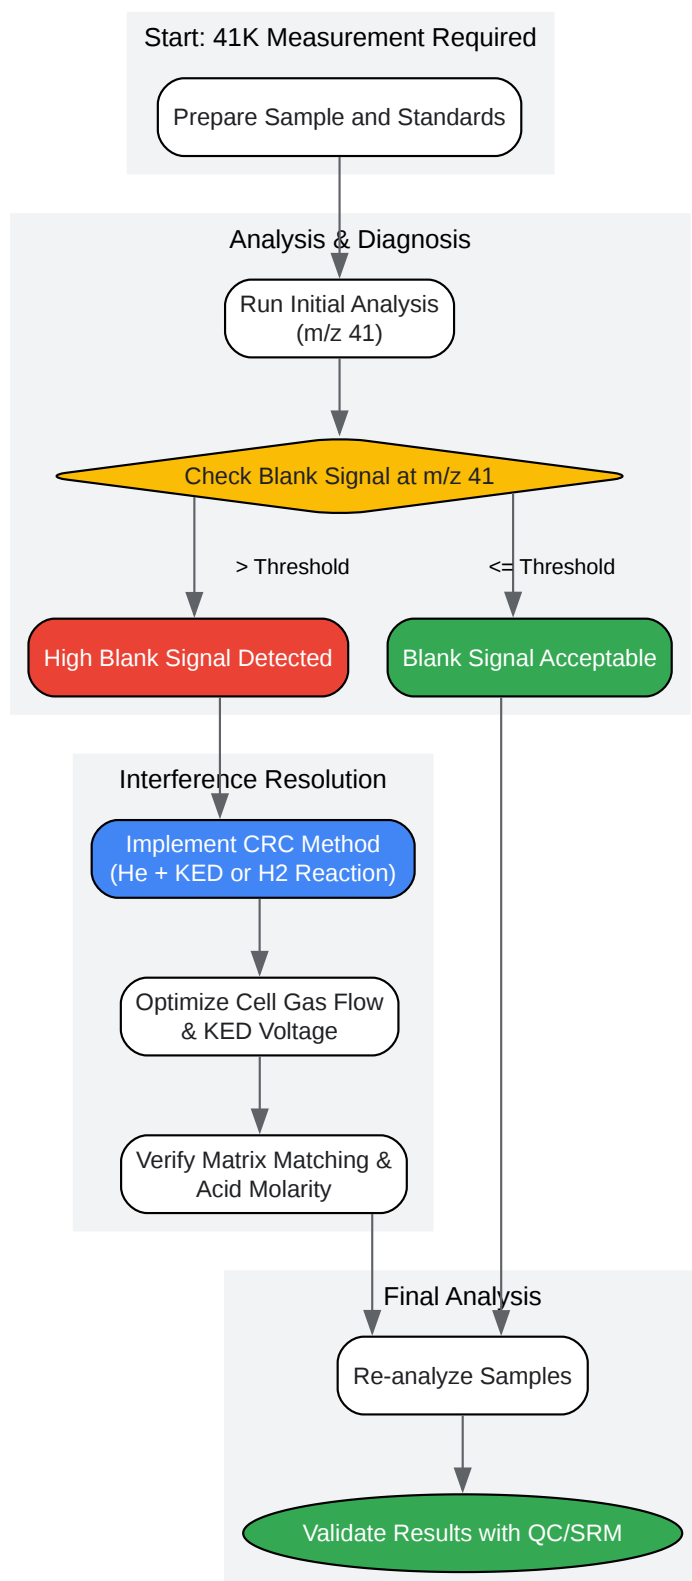 Start: 41K Measurement Required
Prepare Sample and Standards
Analysis & Diagnosis
Run Initial Analysis
(m/z 41)
Check Blank Signal at m/z 41
> Threshold
<= Threshold
High Blank Signal Detected
Blank Signal Acceptable
Interference Resolution
Implement CRC Method
(He + KED or H2 Reaction)
Optimize Cell Gas Flow
& KED Voltage
Verify Matrix Matching &
Acid Molarity
Final Analysis
Re-analyze Samples
Validate Results with QC/SRM